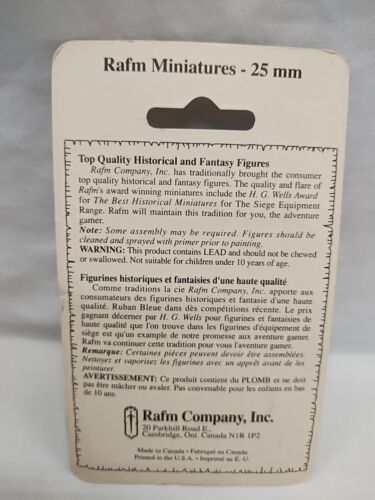 Rafm Miniatures - 25 mm
Top Quality Historical and Fantasy Figures
Rafm Company, Inc. has traditionally brought the consumer
top quality historical and fantasy figures. The quality and flare of
Rafm's award winning miniatures include the H. G. Wells Award
for The Best Historical Miniatures for The Siege Equipment
Range. Rafm will maintain this tradition for you, the adventure
gamer.
Note: Some assembly may be required. Figures should be
cleaned and sprayed with primer prior to painting.
WARNING: This product contains LEAD and should not be chewed
or swallowed. Not suitable for children under 10 years of age.
Figurines historiques et fantaisies d'une haute qualité
Comme traditions la cie Rafm Company, Inc. apporte aux
consumateurs des figurines historiques et fantasie d'une haute
qualité. Ruban Bleue dans dès compétitions récente. Le prix
gagnant décerner par H. G. Wells pour figurines et fantaisies de
haute qualité que l'on trouve dans les figurines d'équipement de
siège est qu'un example de notre promesse aux aventure gamer.
Rafm va continuer cette tradition pour vous l'aventure gamer.
Remarque: Certaines pièces peuvent devoir être assemblées.
Nettoyez et vaporisez les figurines avec un apprêt avant de les
peinturer.
AVERTISSEMENT: Ce produit contient du PLOMB et ne doit
pas être mâcher ou avaler. Pas convenable pour les enfants en bas
de 10 ans.
Rafm Company, Inc.
20 Parkhill Road E.,
Cambridge, Ont. Canada N1R 1P2
Made in Canada • Fabriqué au Canada
Printed in the U.S.A. • Imprimé au É.-U.